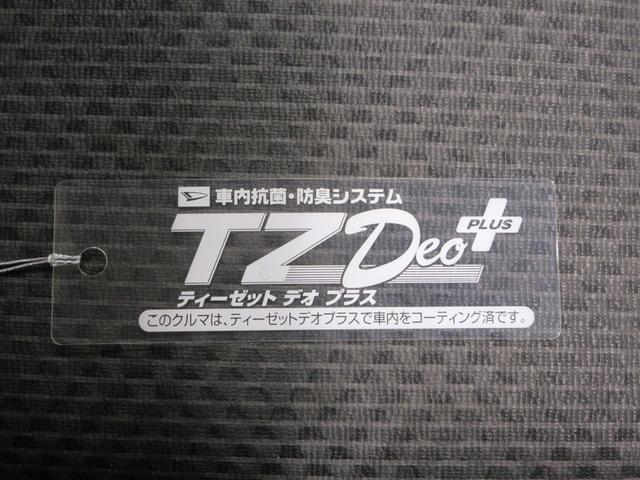 車内抗菌・防臭システム
TZ Deo PLUS
ティーゼット デオ プラス
このクルマは、ティーゼットデオプラスで車内をコーティング済です。